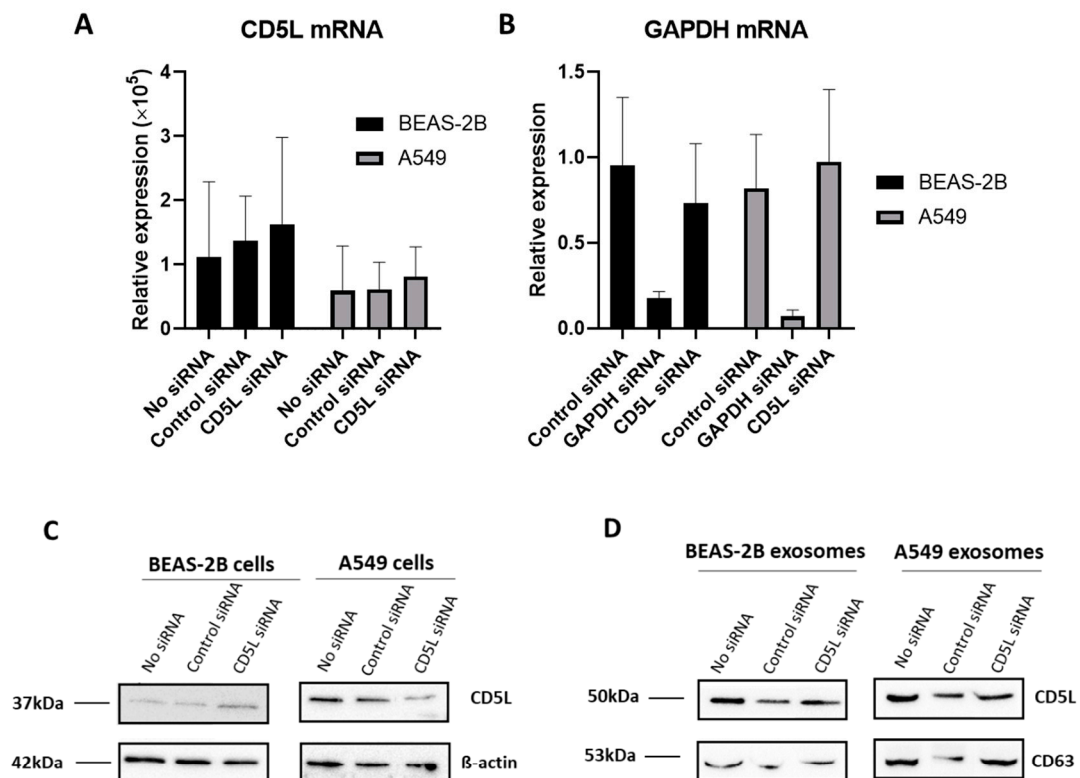 A
CD5L mRNA
Relative expression (×10⁵)
4
3
2
1
0
BEAS-2B
A549
No siRNA
Control siRNA
CD5L siRNA
No siRNA
Control siRNA
CD5L siRNA
B
GAPDH mRNA
Relative expression
1.5
1.0
0.5
0.0
BEAS-2B
A549
Control siRNA
GAPDH siRNA
CD5L siRNA
Control siRNA
GAPDH siRNA
CD5L siRNA
C
BEAS-2B cells
A549 cells
No siRNA
Control siRNA
CD5L siRNA
No siRNA
Control siRNA
CD5L siRNA
37kDa
CD5L
42kDa
ß-actin
D
BEAS-2B exosomes
A549 exosomes
No siRNA
Control siRNA
CD5L siRNA
No siRNA
Control siRNA
CD5L siRNA
50kDa
CD5L
53kDa
CD63